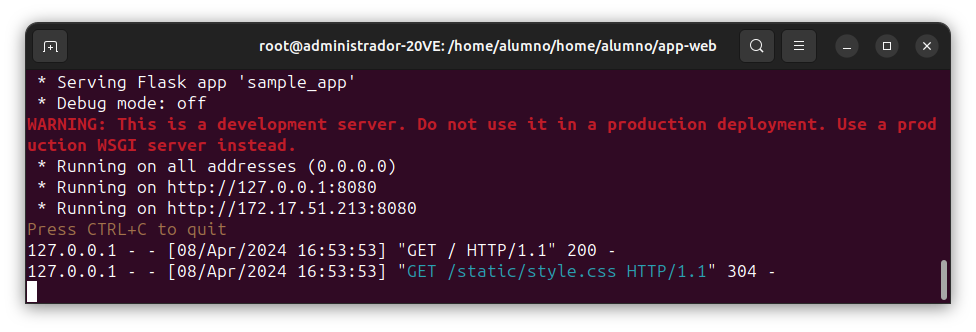 root@administrador-20VE: /home/alumno/home/alumno/app-web
 * Serving Flask app 'sample_app'
 * Debug mode: off
WARNING: This is a development server. Do not use it in a production deployment. Use a prod
uction WSGI server instead.
 * Running on all addresses (0.0.0.0)
 * Running on http://127.0.0.1:8080
 * Running on http://172.17.51.213:8080
Press CTRL+C to quit
127.0.0.1 - - [08/Apr/2024 16:53:53] "GET / HTTP/1.1" 200 -
127.0.0.1 - - [08/Apr/2024 16:53:53] "GET /static/style.css HTTP/1.1" 304 -